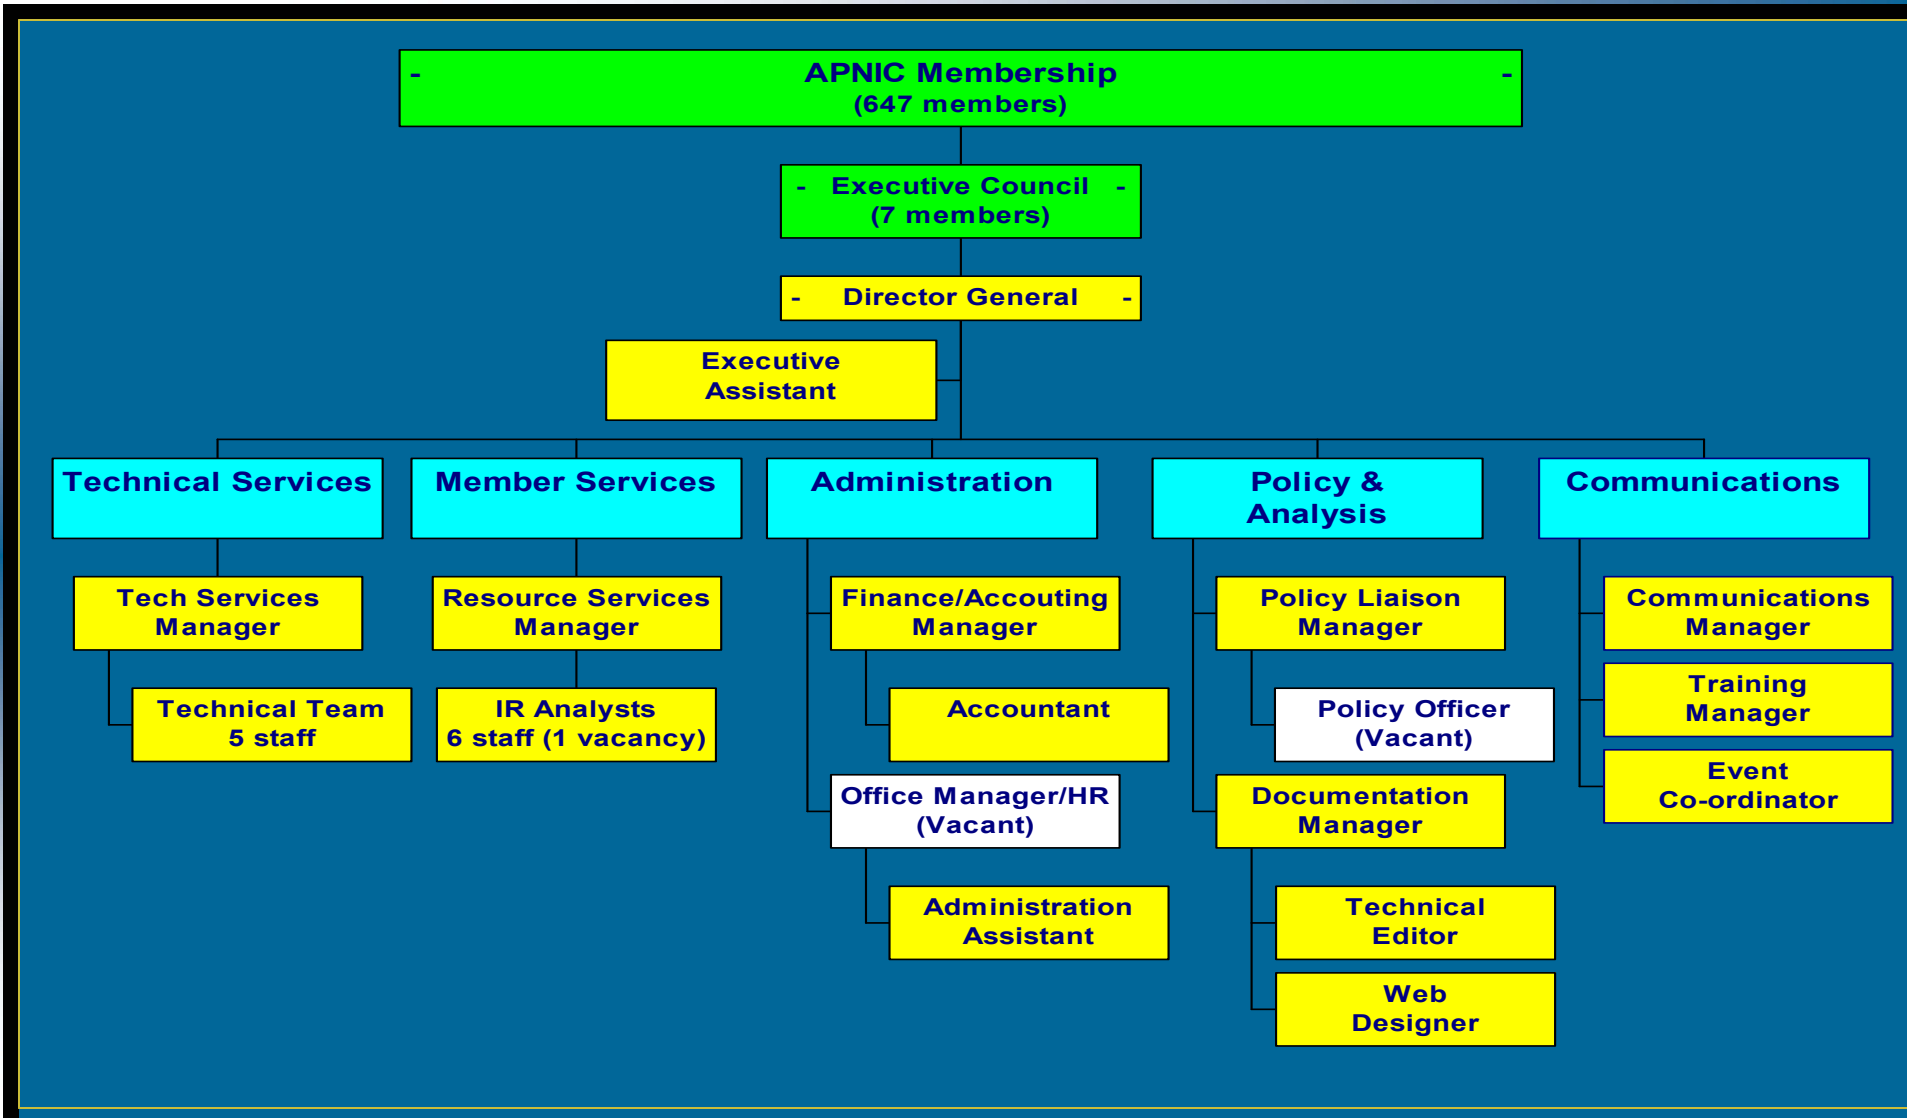 - APNIC Membership -
(647 members)
- Executive Council -
(7 members)
- Director General -
Executive
Assistant
Technical Services
Member Services
Administration
Policy &
Analysis
Communications
Tech Services
Manager
Technical Team
5 staff
Resource Services
Manager
IR Analysts
6 staff (1 vacancy)
Finance/Accouting
Manager
Accountant
Office Manager/HR
(Vacant)
Administration
Assistant
Policy Liaison
Manager
Policy Officer
(Vacant)
Documentation
Manager
Technical
Editor
Web
Designer
Communications
Manager
Training
Manager
Event
Co-ordinator